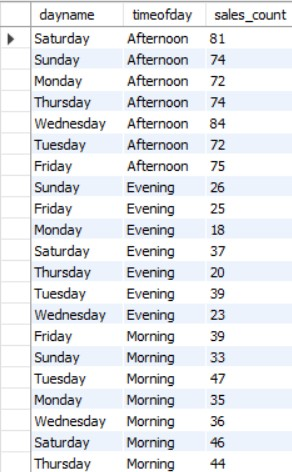 dayname timeofday sales_count
Saturday Afternoon 81
Sunday Afternoon 74
Monday Afternoon 72
Thursday Afternoon 74
Wednesday Afternoon 84
Tuesday Afternoon 72
Friday Afternoon 75
Sunday Evening 26
Friday Evening 25
Monday Evening 18
Saturday Evening 37
Thursday Evening 20
Tuesday Evening 39
Wednesday Evening 23
Friday Morning 39
Sunday Morning 33
Tuesday Morning 47
Monday Morning 35
Wednesday Morning 36
Saturday Morning 46
Thursday Morning 44